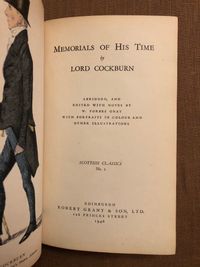 MEMORIALS OF HIS TIME
by
LORD COCKBURN
ABRIDGED, AND
EDITED WITH NOTES BY
W. FORBES GRAY
WITH PORTRAITS IN COLOUR AND
OTHER ILLUSTRATIONS
SCOTTISH CLASSICS
No. 1
EDINBURGH
ROBERT GRANT & SON, LTD.
126 PRINCES STREET
1946